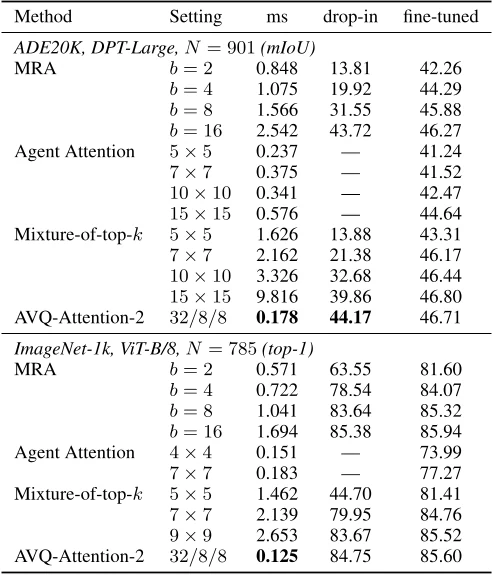 Method Setting ms drop-in fine-tuned
ADE20K, DPT-Large, N = 901 (mIoU)
MRA b = 2 0.848 13.81 42.26
b = 4 1.075 19.92 44.29
b = 8 1.566 31.55 45.88
b = 16 2.542 43.72 46.27
Agent Attention 5 × 5 0.237 — 41.24
7 × 7 0.375 — 41.52
10 × 10 0.341 — 42.47
15 × 15 0.576 — 44.64
Mixture-of-top-k 5 × 5 1.626 13.88 43.31
7 × 7 2.162 21.38 46.17
10 × 10 3.326 32.68 46.44
15 × 15 9.816 39.86 46.80
AVQ-Attention-2 32/8/8 0.178 44.17 46.71
ImageNet-1k, ViT-B/8, N = 785 (top-1)
MRA b = 2 0.571 63.55 81.60
b = 4 0.722 78.54 84.07
b = 8 1.041 83.64 85.32
b = 16 1.694 85.38 85.94
Agent Attention 4 × 4 0.151 — 73.99
7 × 7 0.183 — 77.27
Mixture-of-top-k 5 × 5 1.462 44.70 81.41
7 × 7 2.139 79.95 84.76
9 × 9 2.653 83.67 85.52
AVQ-Attention-2 32/8/8 0.125 84.75 85.60